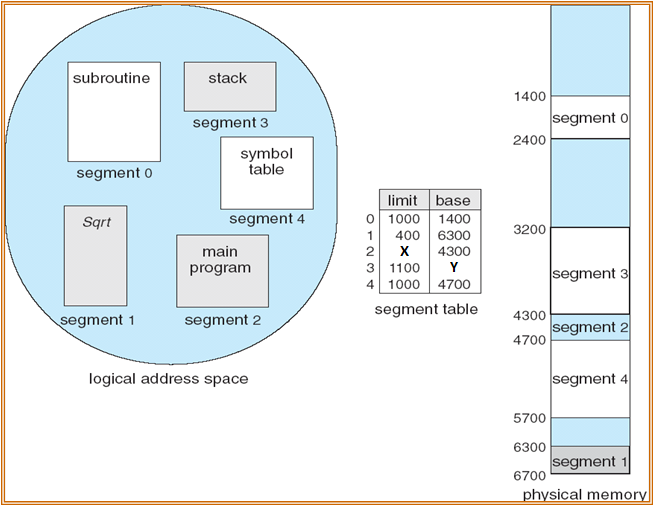 subroutine
segment 0
stack
segment 3
symbol
table
segment 4
Sqrt
segment 1
main
program
segment 2
logical address space
limit base
0 1000 1400
1 400 6300
2 X 4300
3 1100 Y
4 1000 4700
segment table
1400
segment 0
2400
3200
segment 3
4300
segment 2
4700
segment 4
5700
6300
segment 1
6700
physical memory